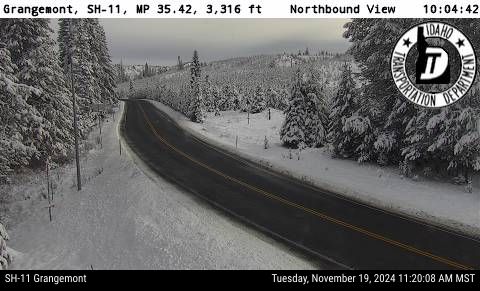 Grangemont, SH-11, MP 35.42, 3,316 ft Northbound View 10:04:42
IDAHO
TRANSPORTATION DEPARTMENT
SH-11 Grangemont Tuesday, November 19, 2024 11:20:08 AM MST